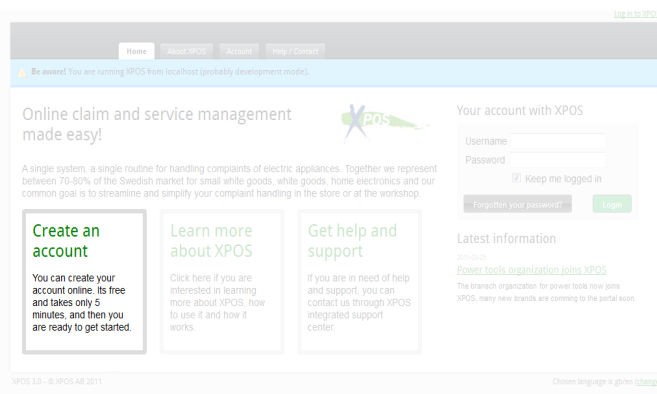 Log in to XPO
Home About XPOS Account Help / Contact
Be aware! You are running XPOS from localhost (probably development mode).
Online claim and service management
made easy!
XPOS
A single system, a single routine for handling complaints of electric appliances. Together we represent
between 70-80% of the Swedish market for small white goods, white goods, home electronics and our
common goal is to streamline and simplify your complaint handling in the store or at the workshop.
Create an
account
You can create your
account online. Its free
and takes only 5
minutes, and then you
are ready to get started.
Learn more
about XPOS
Click here if you are
interested in learning
more about XPOS, how
to use it and how it
works.
Get help and
support
If you are in need of help
and support, you can
contact us through XPOS
integrated support
center.
Your account with XPOS
Username
Password
Keep me logged in
Forgotten your password? Login
Latest information
Power tools organization joins XPOS
The bransch organization for power tools now joins
XPOS, many new brands are comming to the portal soon.
XPOS 3.0 - © XPOS AB 2011
Chosen language is gb/en (change